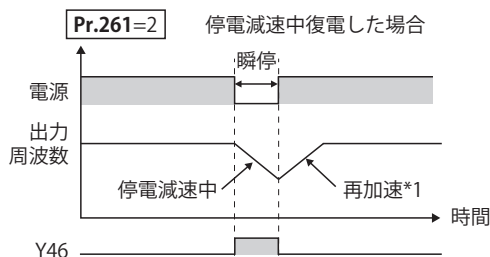 Pr.261=2 停電減速中復電した場合
瞬停
電源
出力
周波数
停電減速中
再加速*1
時間
Y46